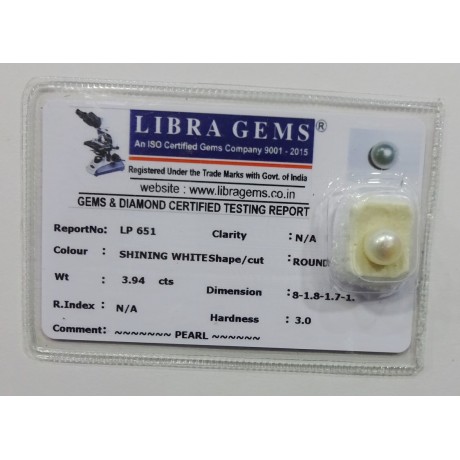 LIBRA GEMS®
An ISO Certified Gems Company 9001 - 2015
Registered Under the Trade Marks with Govt. of India
website : www.libragems.co.in
GEMS & DIAMOND CERTIFIED TESTING REPORT
ReportNo: LP 651 Clarity : N/A
Colour : SHINING WHITE Shape/cut : ROUND
Wt : 3.94 cts Dimension : 8-1.8-1.7-1.
R.Index : N/A Hardness : 3.0
Comment: ~~~~~~~ PEARL ~~~~~~